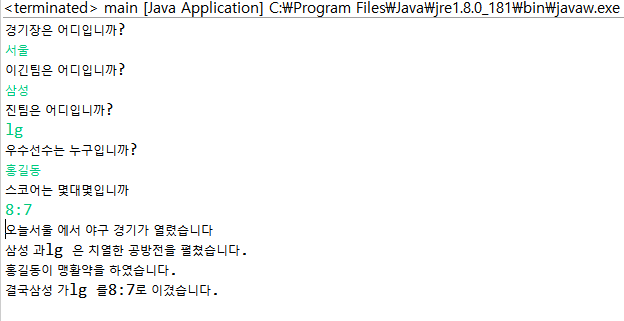 <terminated> main [Java Application] C:₩Program Files₩Java₩jre1.8.0_181₩bin₩javaw.exe
경기장은 어디입니까?
서울
이긴팀은 어디입니까?
삼성
진팀은 어디입니까?
lg
우수선수는 누구입니까?
홍길동
스코어는 몇대몇입니까
8:7
오늘서울 에서 야구 경기가 열렸습니다
삼성 과lg 은 치열한 공방전을 펼쳤습니다.
홍길동이 맹활약을 하였습니다.
결국삼성 가lg 를8:7로 이겼습니다.